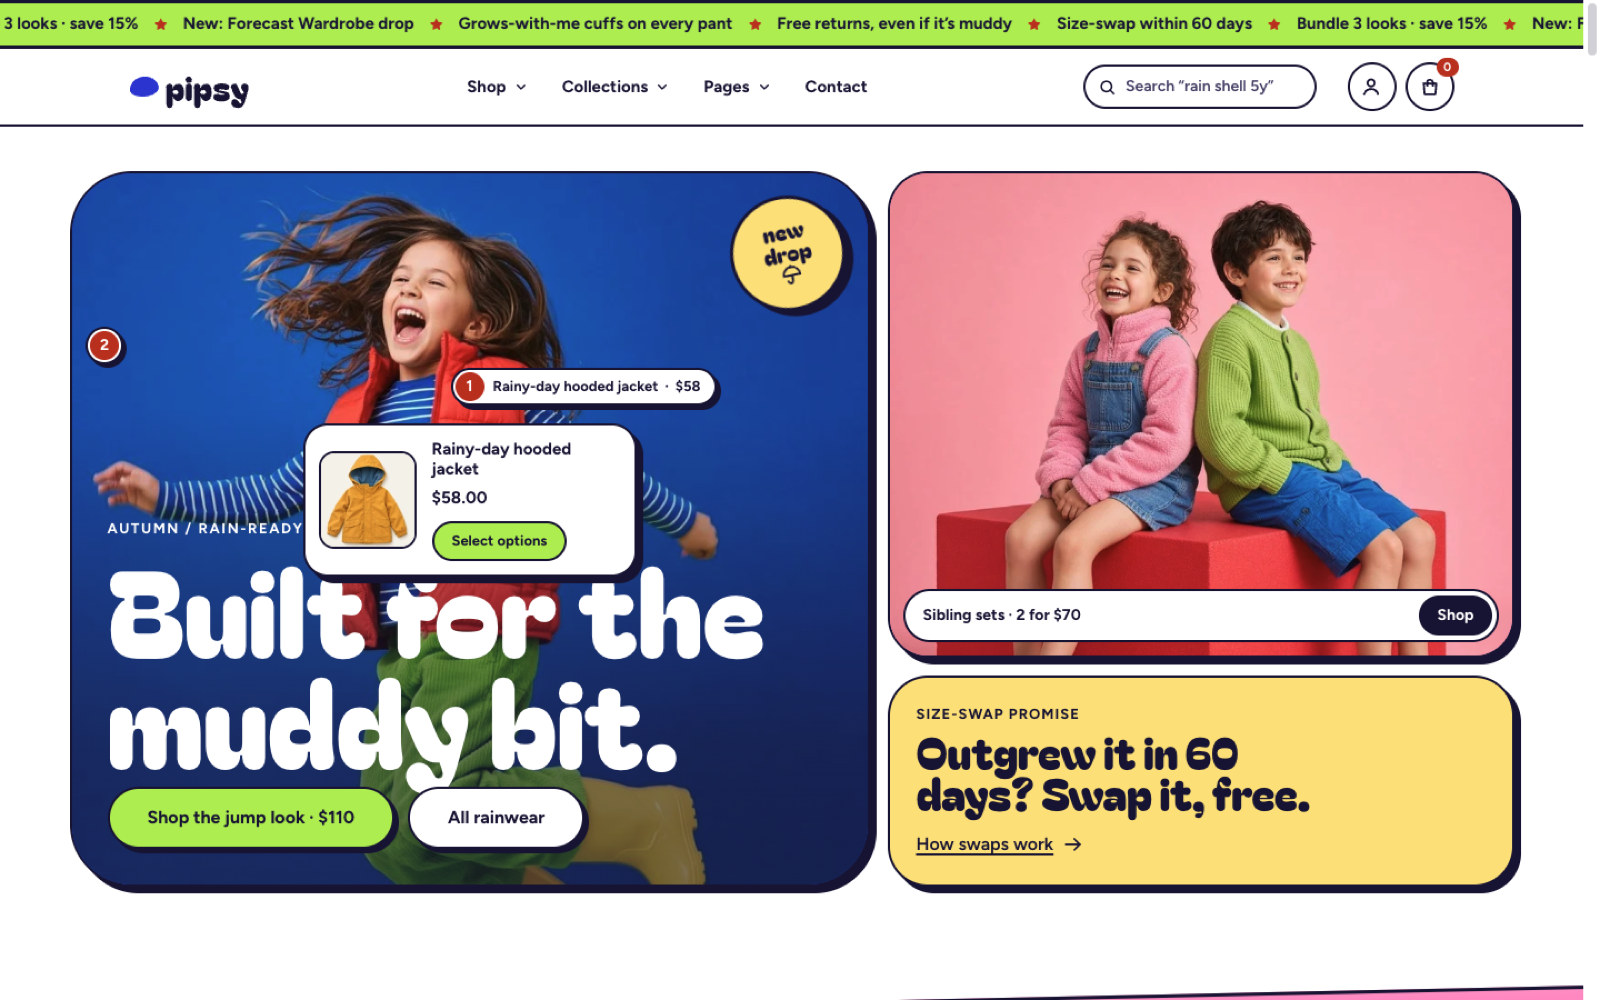 3 looks · save 15% ★ New: Forecast Wardrobe drop ★ Grows-with-me cuffs on every pant ★ Free returns, even if it’s muddy ★ Size-swap within 60 days ★ Bundle 3 looks · save 15% ★ New: F
pipsy
Shop
Collections
Pages
Contact
Search “rain shell 5y”
0
new
drop
2
1 Rainy-day hooded jacket · $58
Rainy-day hooded
jacket
$58.00
Select options
AUTUMN / RAIN-READY
Built for the
muddy bit.
Shop the jump look · $110
All rainwear
Sibling sets · 2 for $70
Shop
SIZE-SWAP PROMISE
Outgrew it in 60
days? Swap it, free.
How swaps work →